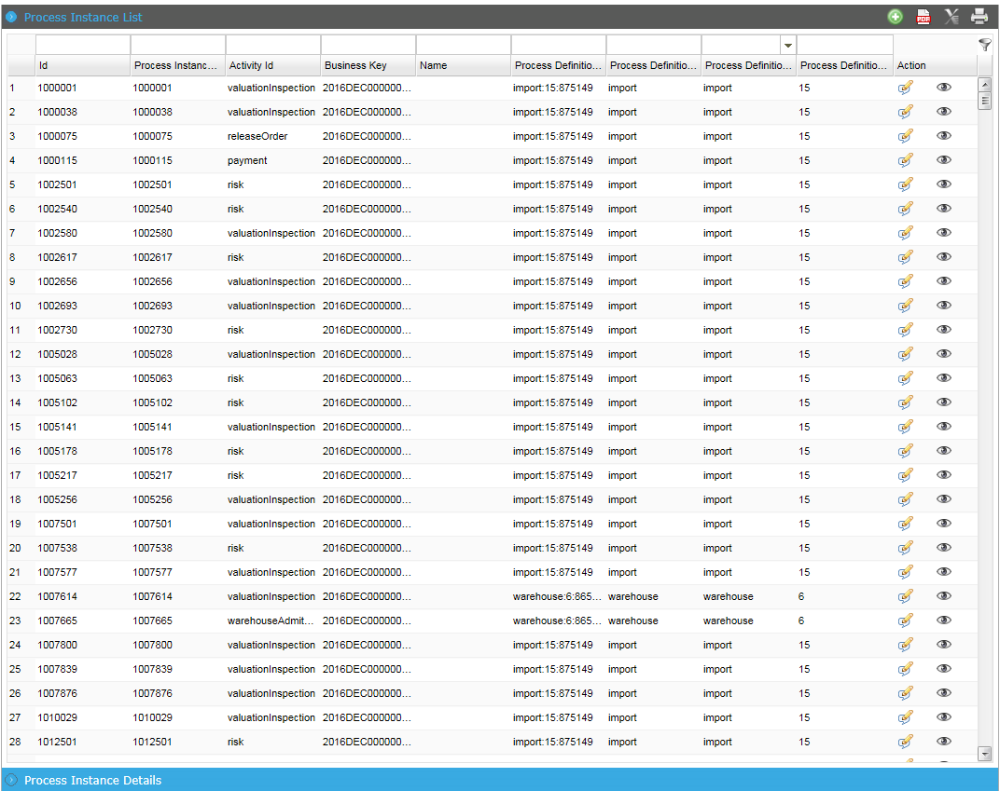 Process Instance List
PDF
Id Process Instanc... Activity Id Business Key Name Process Definitio... Process Definitio... Process Definitio... Process Definitio... Action
1 1000001 1000001 valuationInspection 2016DEC000000... import:15:875149 import import 15
2 1000038 1000038 valuationInspection 2016DEC000000... import:15:875149 import import 15
3 1000075 1000075 releaseOrder 2016DEC000000... import:15:875149 import import 15
4 1000115 1000115 payment 2016DEC000000... import:15:875149 import import 15
5 1002501 1002501 risk 2016DEC000000... import:15:875149 import import 15
6 1002540 1002540 risk 2016DEC000000... import:15:875149 import import 15
7 1002580 1002580 valuationInspection 2016DEC000000... import:15:875149 import import 15
8 1002617 1002617 risk 2016DEC000000... import:15:875149 import import 15
9 1002656 1002656 valuationInspection 2016DEC000000... import:15:875149 import import 15
10 1002693 1002693 valuationInspection 2016DEC000000... import:15:875149 import import 15
11 1002730 1002730 risk 2016DEC000000... import:15:875149 import import 15
12 1005028 1005028 valuationInspection 2016DEC000000... import:15:875149 import import 15
13 1005063 1005063 risk 2016DEC000000... import:15:875149 import import 15
14 1005102 1005102 risk 2016DEC000000... import:15:875149 import import 15
15 1005141 1005141 valuationInspection 2016DEC000000... import:15:875149 import import 15
16 1005178 1005178 risk 2016DEC000000... import:15:875149 import import 15
17 1005217 1005217 risk 2016DEC000000... import:15:875149 import import 15
18 1005256 1005256 valuationInspection 2016DEC000000... import:15:875149 import import 15
19 1007501 1007501 valuationInspection 2016DEC000000... import:15:875149 import import 15
20 1007538 1007538 risk 2016DEC000000... import:15:875149 import import 15
21 1007577 1007577 valuationInspection 2016DEC000000... import:15:875149 import import 15
22 1007614 1007614 valuationInspection 2016DEC000000... warehouse:6:865... warehouse warehouse 6
23 1007665 1007665 warehouseAdmit... 2016DEC000000... warehouse:6:865... warehouse warehouse 6
24 1007800 1007800 valuationInspection 2016DEC000000... import:15:875149 import import 15
25 1007839 1007839 valuationInspection 2016DEC000000... import:15:875149 import import 15
26 1007876 1007876 valuationInspection 2016DEC000000... import:15:875149 import import 15
27 1010029 1010029 valuationInspection 2016DEC000000... import:15:875149 import import 15
28 1012501 1012501 risk 2016DEC000000... import:15:875149 import import 15
Process Instance Details